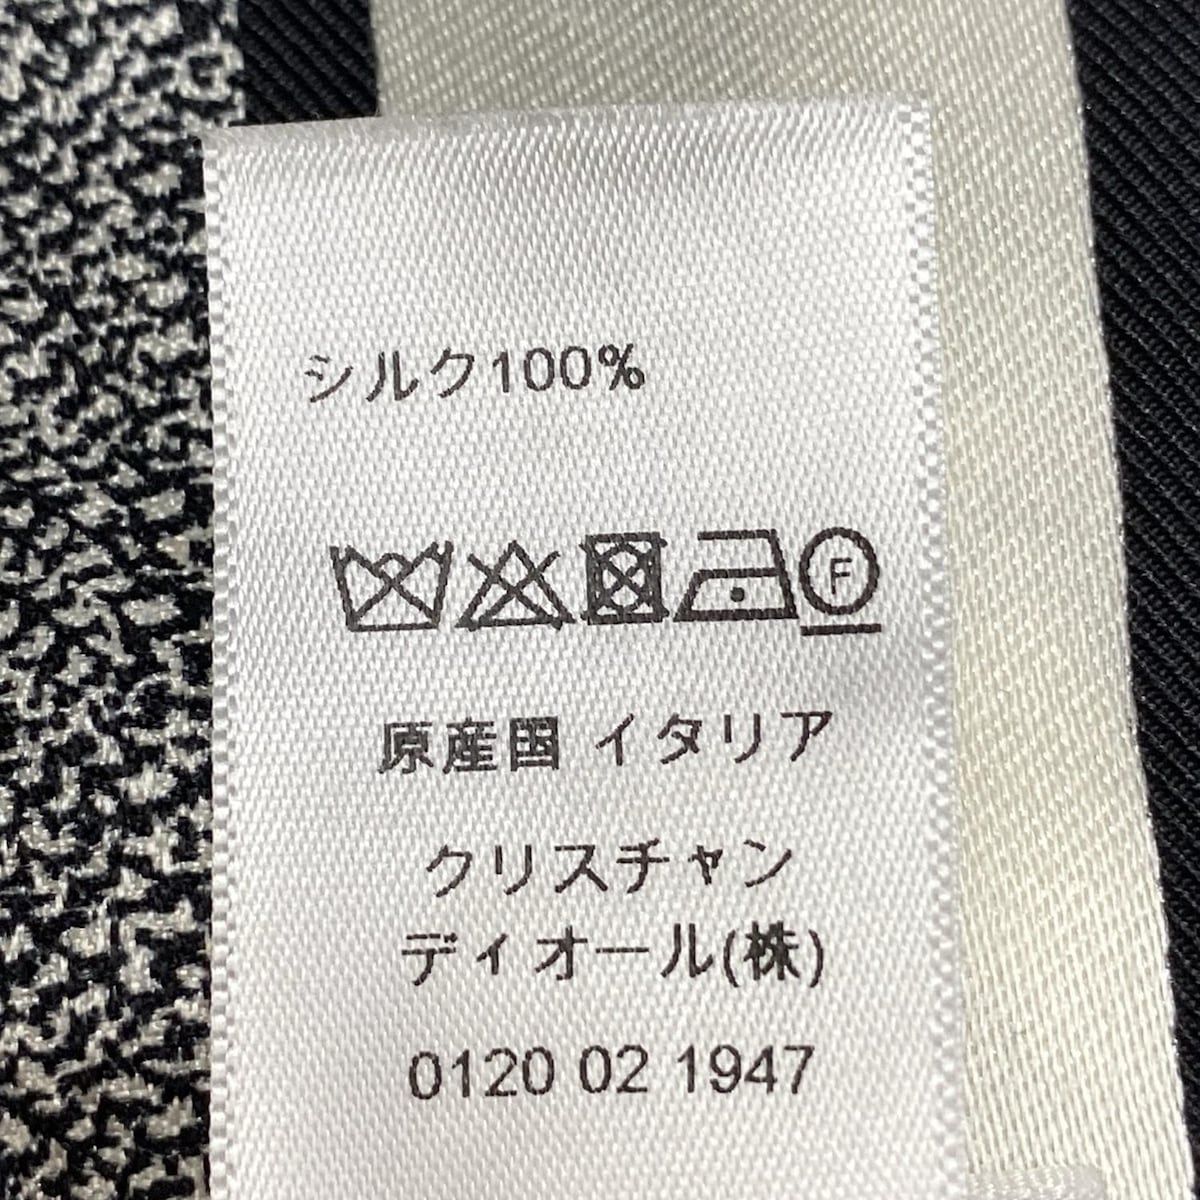 シルク100%
F
原産国 イタリア
クリスチャン
ディオール(株)
0120 02 1947